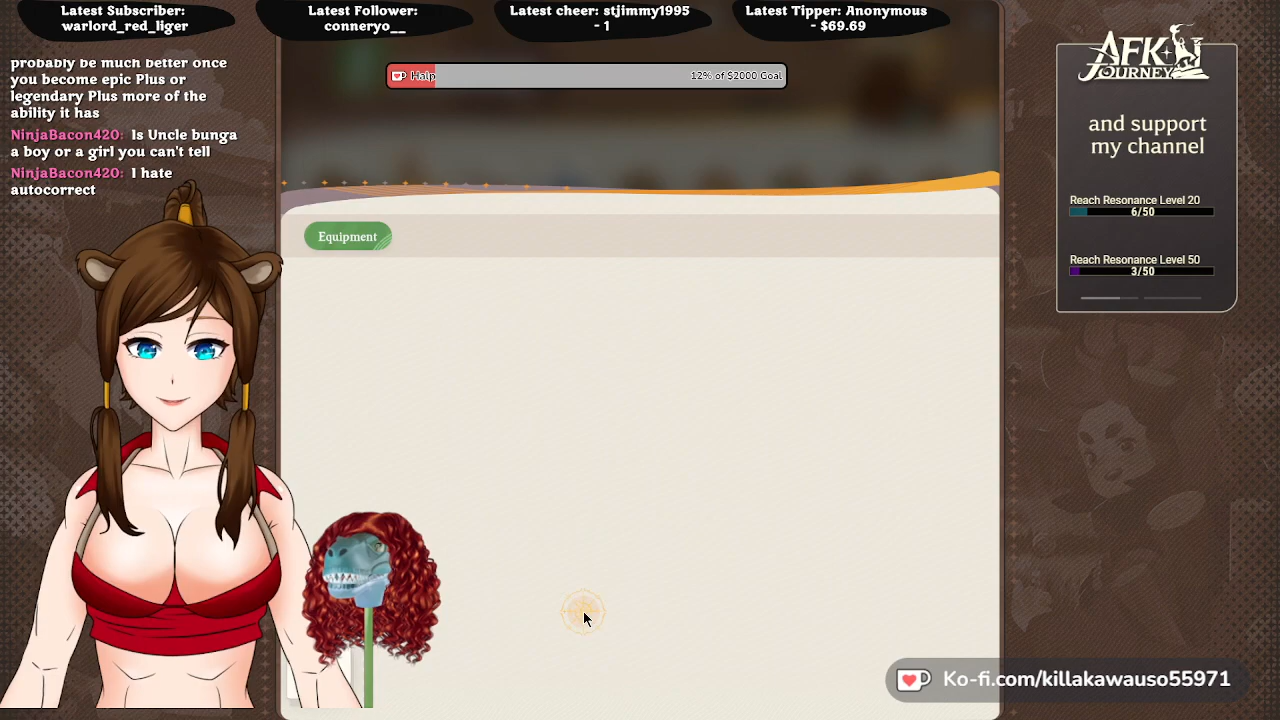 Latest Subscriber:
warlord_red_liger
Latest Follower:
conneryo__
Latest cheer: stjimmy1995
- 1
Latest Tipper: Anonymous
- $69.69
probably be much better once
you become epic Plus or
legendary Plus more of the
ability it has
NinjaBacon420: Is Uncle bunga
a boy or a girl you can't tell
NinjaBacon420: I hate
autocorrect
Halp
12% of $2000 Goal
Equipment
AFK
JOURNEY
and support
my channel
Reach Resonance Level 20
6/50
Reach Resonance Level 50
3/50
Ko-fi.com/killakawauso55971